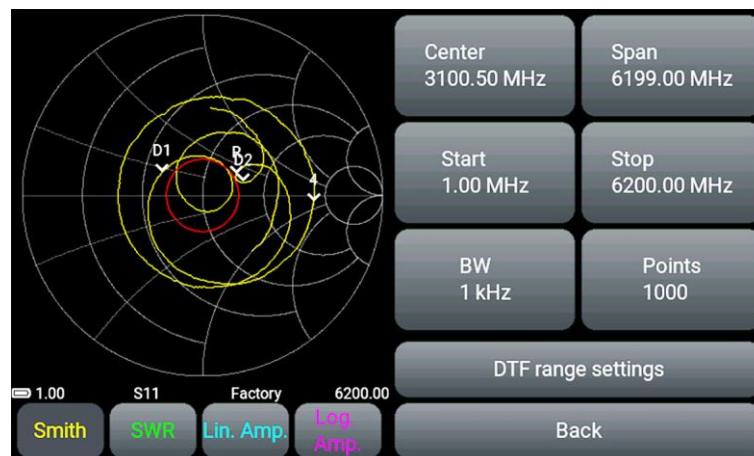 Center
3100.50 MHz
Span
6199.00 MHz
D1
R
D2
4
Start
1.00 MHz
Stop
6200.00 MHz
BW
1 kHz
Points
1000
DTF range settings
1.00 S11 Factory 6200.00
Smith
SWR
Lin. Amp.
Log.
Amp.
Back